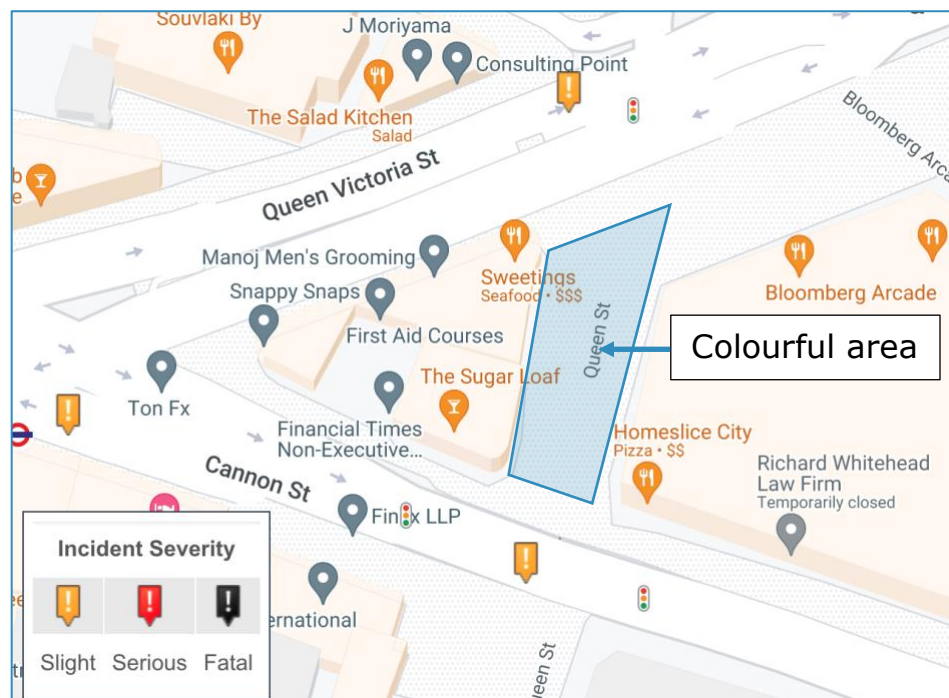 Souvlaki By
J Moriyama
Consulting Point
The Salad Kitchen
Salad
Bloomberg Arca
Queen Victoria St
Manoj Men's Grooming
Sweetings
Seafood • $$$
Bloomberg Arcade
Snappy Snaps
First Aid Courses
Queen St
Colourful area
The Sugar Loaf
Ton Fx
Financial Times
Non-Executive...
Homeslice City
Pizza • $$
Richard Whitehead
Law Firm
Temporarily closed
Cannon St
LLP
Incident Severity
ernational
Slight Serious Fatal
Queen St